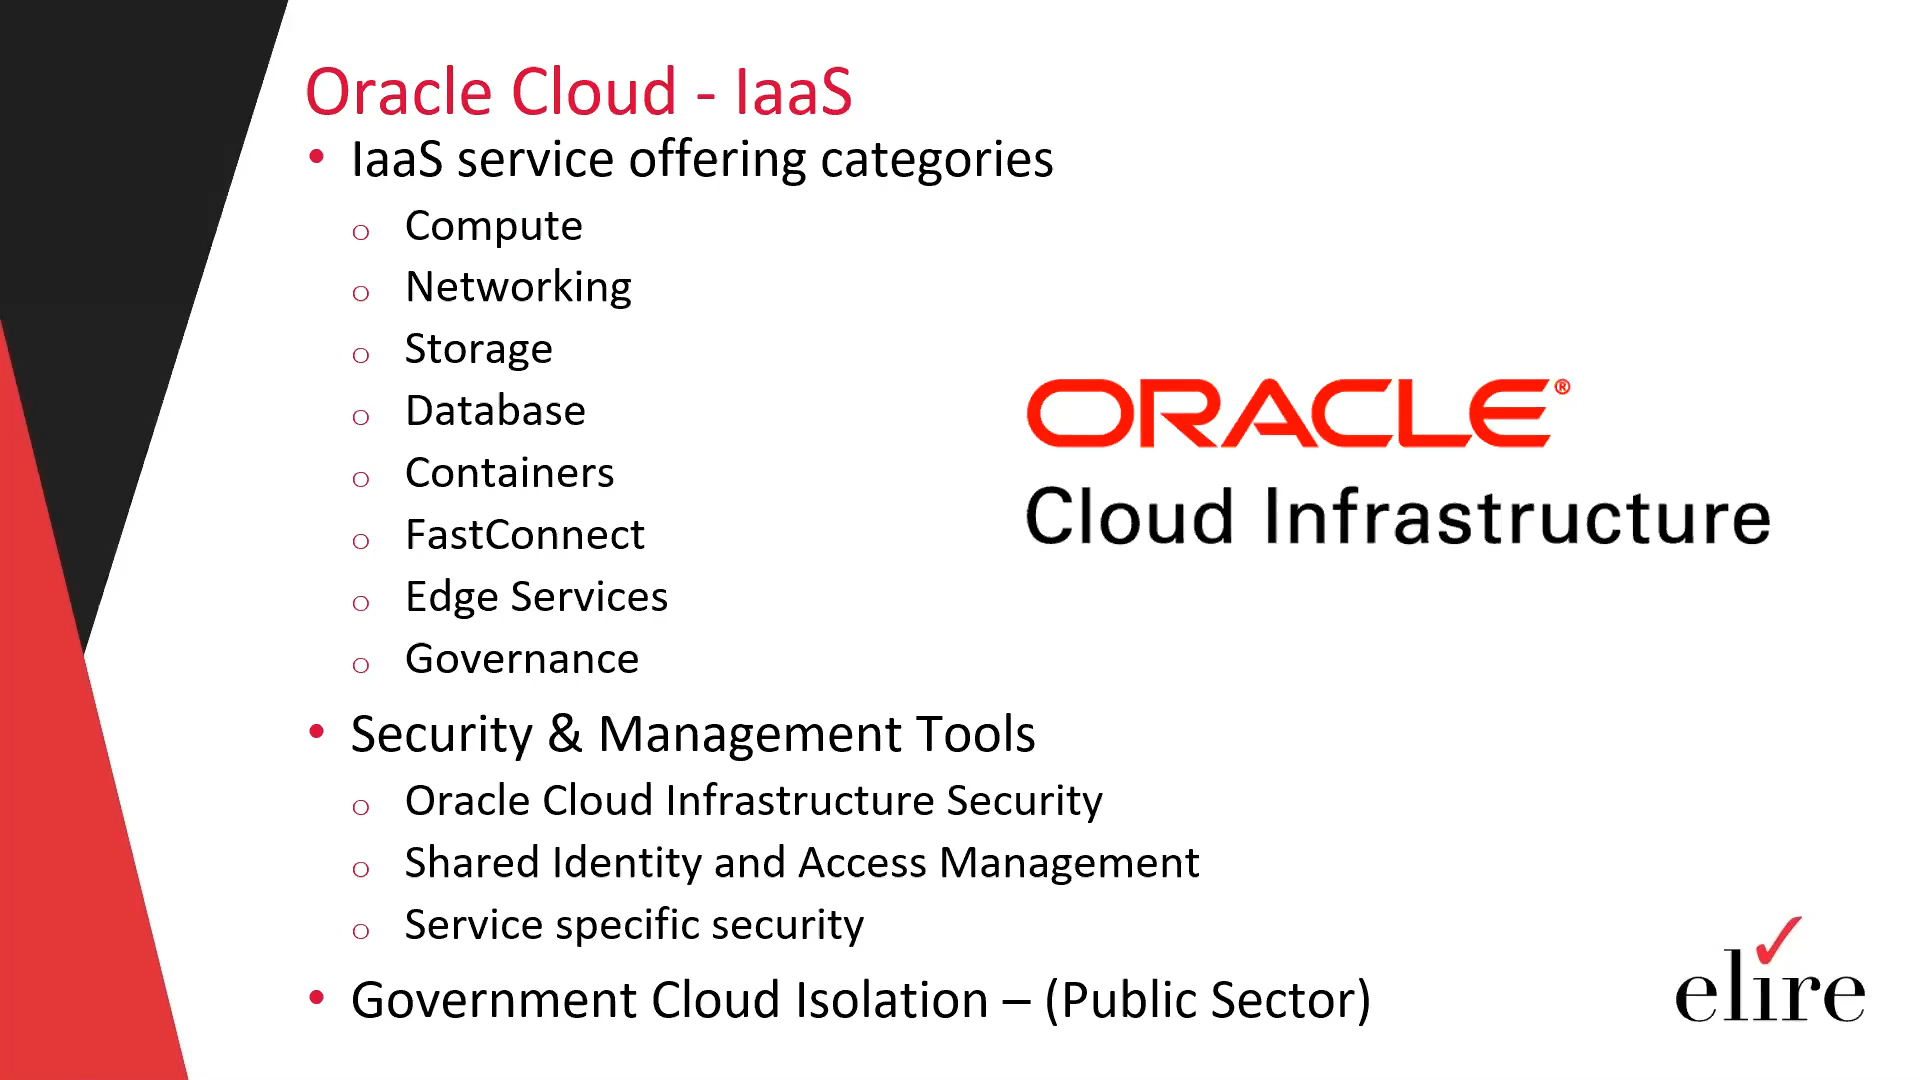 Oracle Cloud - IaaS
• IaaS service offering categories
o Compute
o Networking
o Storage
o Database
o Containers
o FastConnect
o Edge Services
o Governance
• Security & Management Tools
o Oracle Cloud Infrastructure Security
o Shared Identity and Access Management
o Service specific security
• Government Cloud Isolation – (Public Sector)
ORACLE®
Cloud Infrastructure
elire